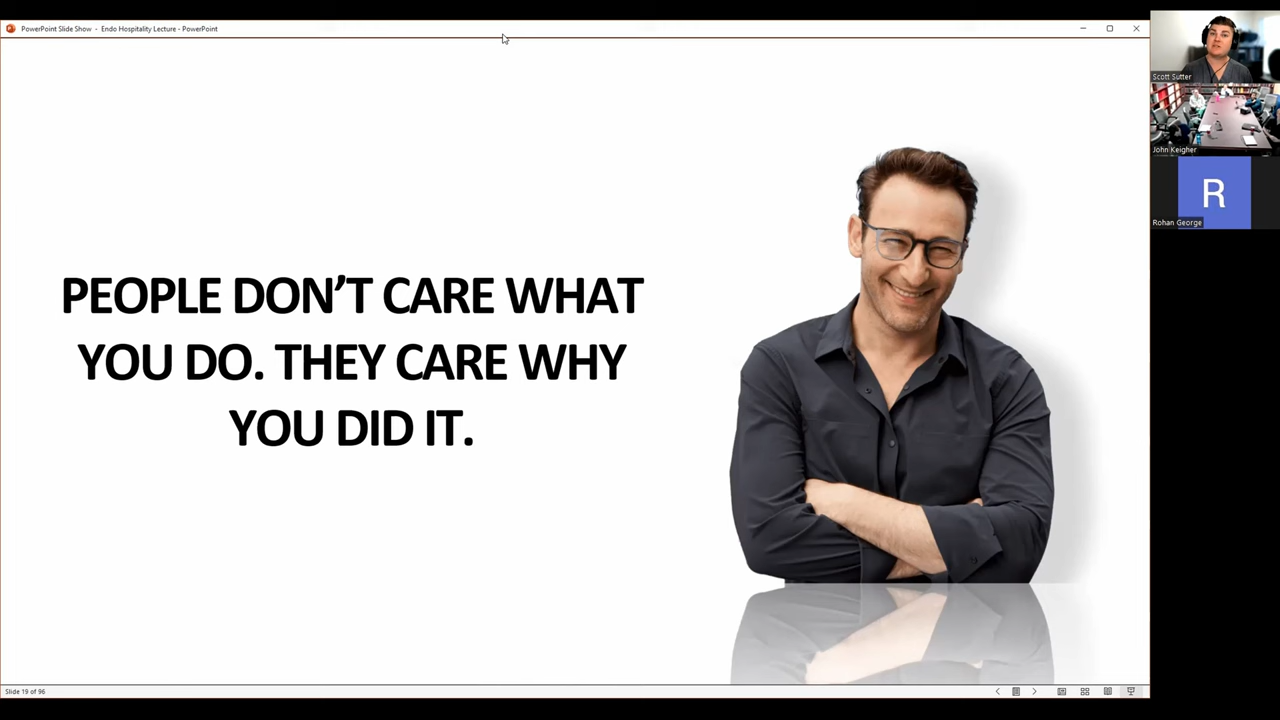 PowerPoint Slide Show - Endo Hospitality Lecture - PowerPoint
PEOPLE DON’T CARE WHAT
YOU DO. THEY CARE WHY
YOU DID IT.
Scott Sutter
John Keigher
R
Rohan George
Slide 19 of 96